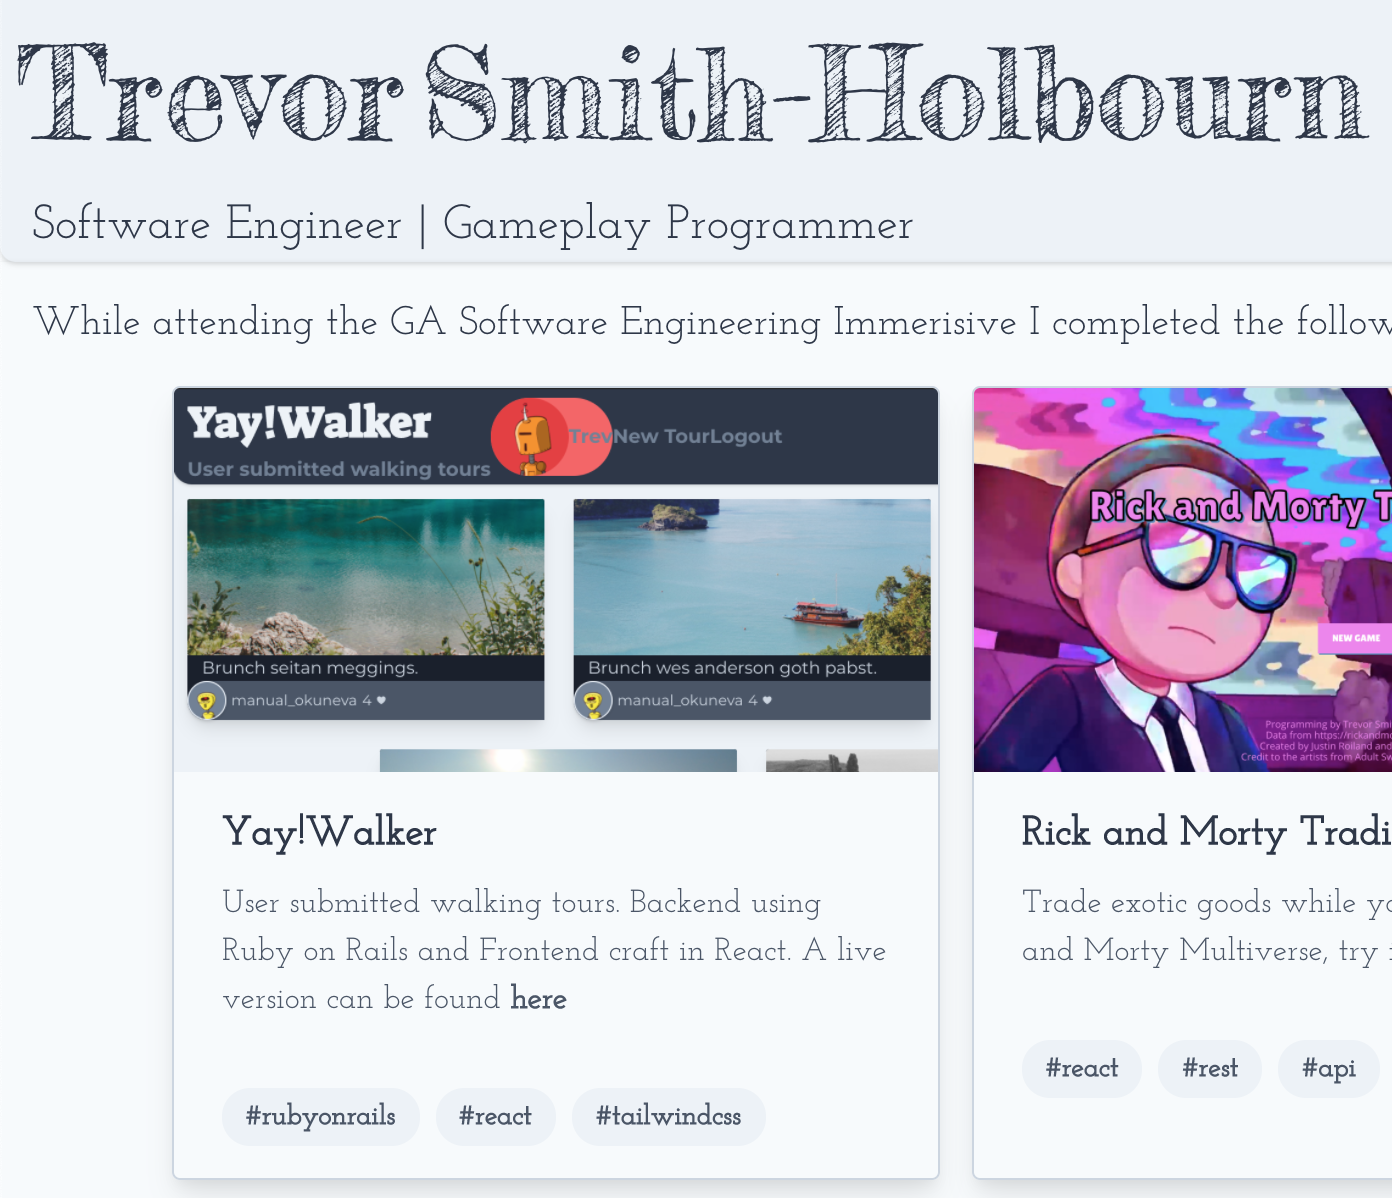 Trevor Smith-Holbourn
Software Engineer | Gameplay Programmer
While attending the GA Software Engineering Immerisive I completed the follow
Yay!Walker
TrevNew TourLogout
User submitted walking tours
Brunch seitan meggings.
manual_okuneva 4 ♥
Brunch wes anderson goth pabst.
manual_okuneva 4 ♥
Yay!Walker
User submitted walking tours. Backend using
Ruby on Rails and Frontend craft in React. A live
version can be found here
#rubyonrails #react #tailwindcss
Rick and Morty T
NEW GAME
Programming by Trevor Smi
Data from https://rickandmo
Created by Justin Roiland and
Credit to the artists from Adult Sw
Rick and Morty Tradi
Trade exotic goods while yo
and Morty Multiverse, try i
#react #rest #api